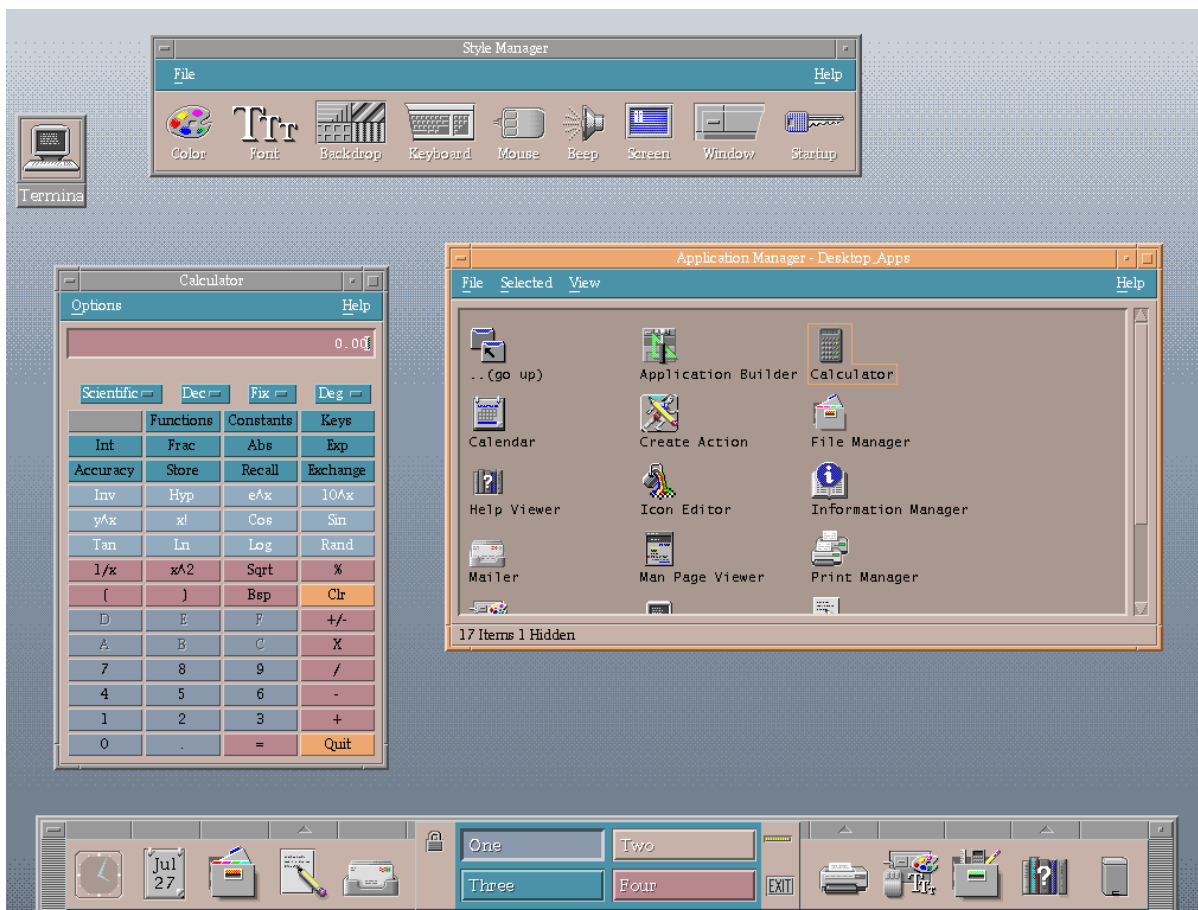 Style Manager
File Help
TTT
Color Font Backdrop Keyboard Mouse Beep Screen Window Startup
Termina
Calculator
Options Help
0.00
Scientific Dec Fix Deg
Functions Constants Keys
Int Frac Abs Exp
Accuracy Store Recall Exchange
Inv Hyp e^x 10^x
y^x x! Cos Sin
Tan Ln Log Rand
1/x x^2 Sqrt %
( ) Bsp Clr
D E F +/-
A B C X
7 8 9 /
4 5 6 -
1 2 3 +
0 . = Quit
Application Manager - Desktop_Apps
File Selected View Help
..(go up) Application Builder Calculator
Calendar Create Action File Manager
Help Viewer Icon Editor Information Manager
Mailer Man Page Viewer Print Manager
17 Items 1 Hidden
Jul
27
One Two
Three Four
EXIT
TTT
?